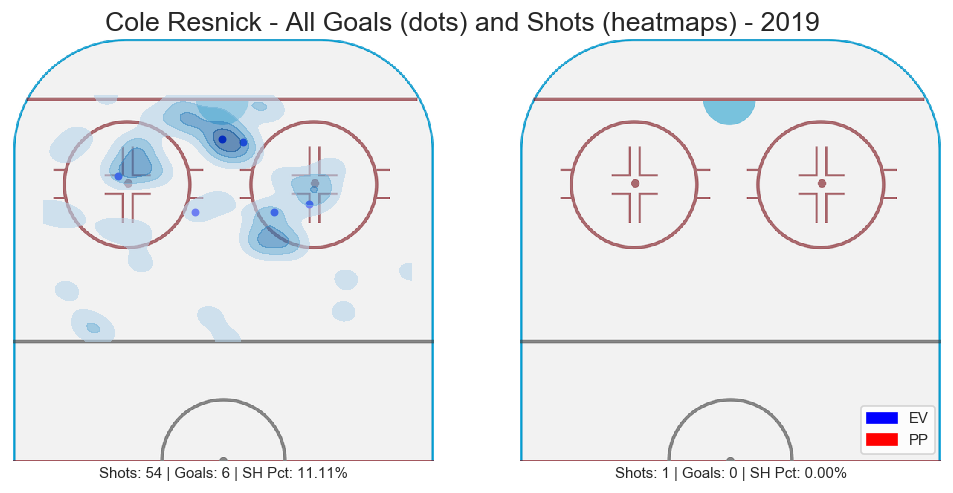 Cole Resnick - All Goals (dots) and Shots (heatmaps) - 2019
EV
PP
Shots: 54 | Goals: 6 | SH Pct: 11.11%
Shots: 1 | Goals: 0 | SH Pct: 0.00%